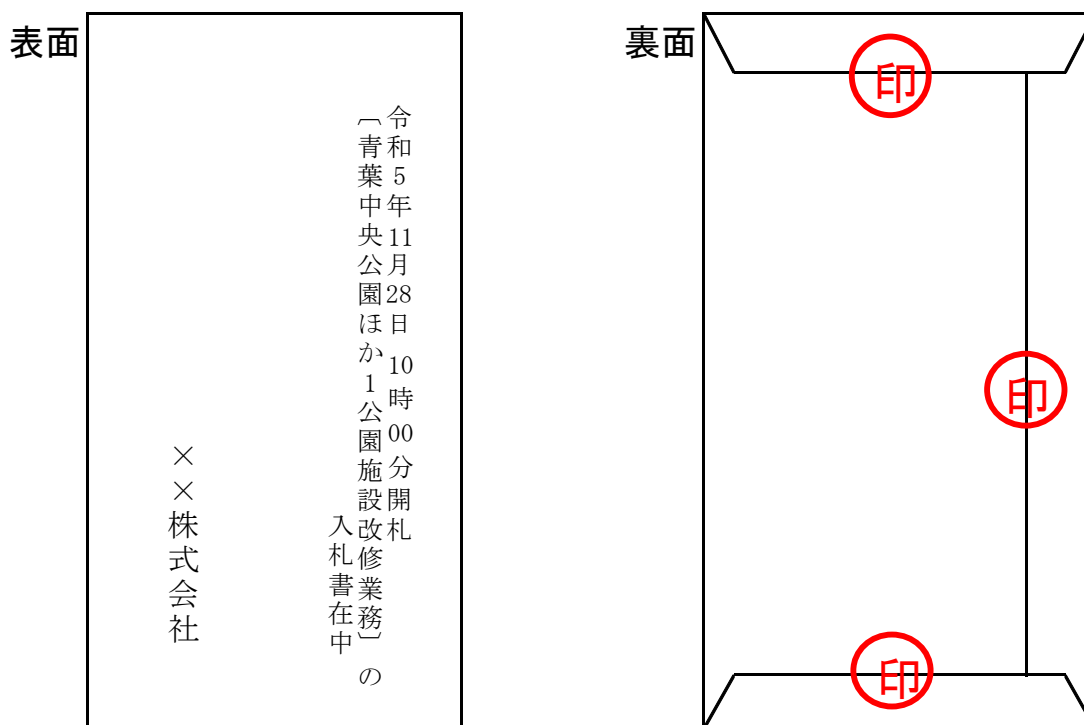 表面
令和5年11月28日 10時00分開札
〔青葉中央公園ほか1公園施設改修業務〕の
入札書在中
××株式会社
裏面
印
印
印